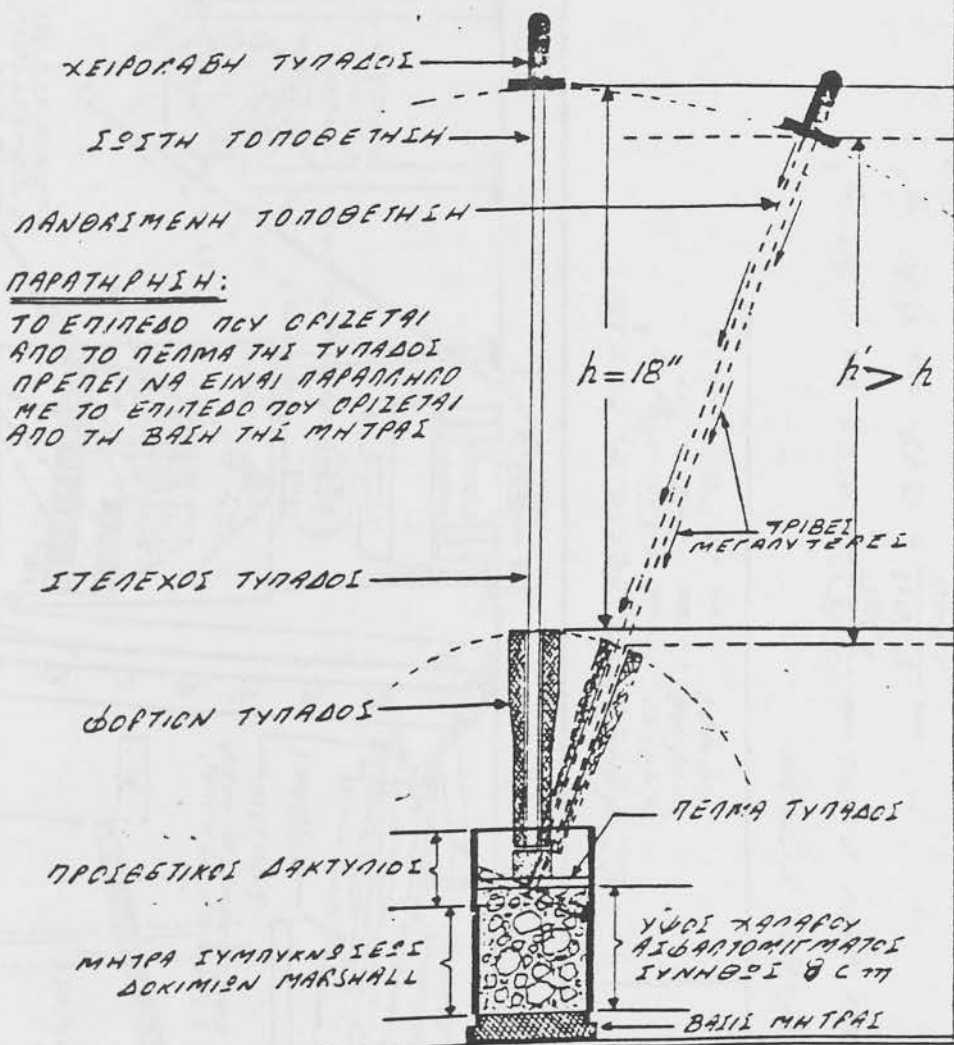 ΧΕΙΡΟΛΑΒΗ ΤΥΠΑΔΟΣ
ΣΩΣΤΗ ΤΟΠΟΘΕΤΗΣΗ
ΛΑΝΘΑΣΜΕΝΗ ΤΟΠΟΘΕΤΗΣΗ
ΠΑΡΑΤΗΡΗΣΗ:
ΤΟ ΕΠΙΠΕΔΟ ΠΟΥ ΟΡΙΖΕΤΑΙ
ΑΠΟ ΤΟ ΠΕΛΜΑ ΤΗΣ ΤΥΠΑΔΟΣ
ΠΡΕΠΕΙ ΝΑ ΕΙΝΑΙ ΠΑΡΑΛΛΗΛΟ
ΜΕ ΤΟ ΕΠΙΠΕΔΟ ΠΟΥ ΟΡΙΖΕΤΑΙ
ΑΠΟ ΤΗ ΒΑΣΗ ΤΗΣ ΜΗΤΡΑΣ
h = 18"
h' > h
ΤΡΙΒΕΣ
ΜΕΓΑΛΥΤΕΡΕΣ
ΣΤΕΛΕΧΟΣ ΤΥΠΑΔΟΣ
ΦΟΡΤΙΟΝ ΤΥΠΑΔΟΣ
ΠΕΛΜΑ ΤΥΠΑΔΟΣ
ΠΡΟΣΘΕΤΙΚΟΣ ΔΑΚΤΥΛΙΟΣ
ΜΗΤΡΑ ΣΥΜΠΥΚΝΩΣΕΩΣ
ΔΟΚΙΜΙΩΝ MARSHALL
ΥΨΟΣ ΧΑΛΑΡΟΥ
ΑΣΦΑΛΤΟΜΙΓΜΑΤΟΣ
ΣΥΝΗΘΩΣ 8 cm
ΒΑΣΙΣ ΜΗΤΡΑΣ